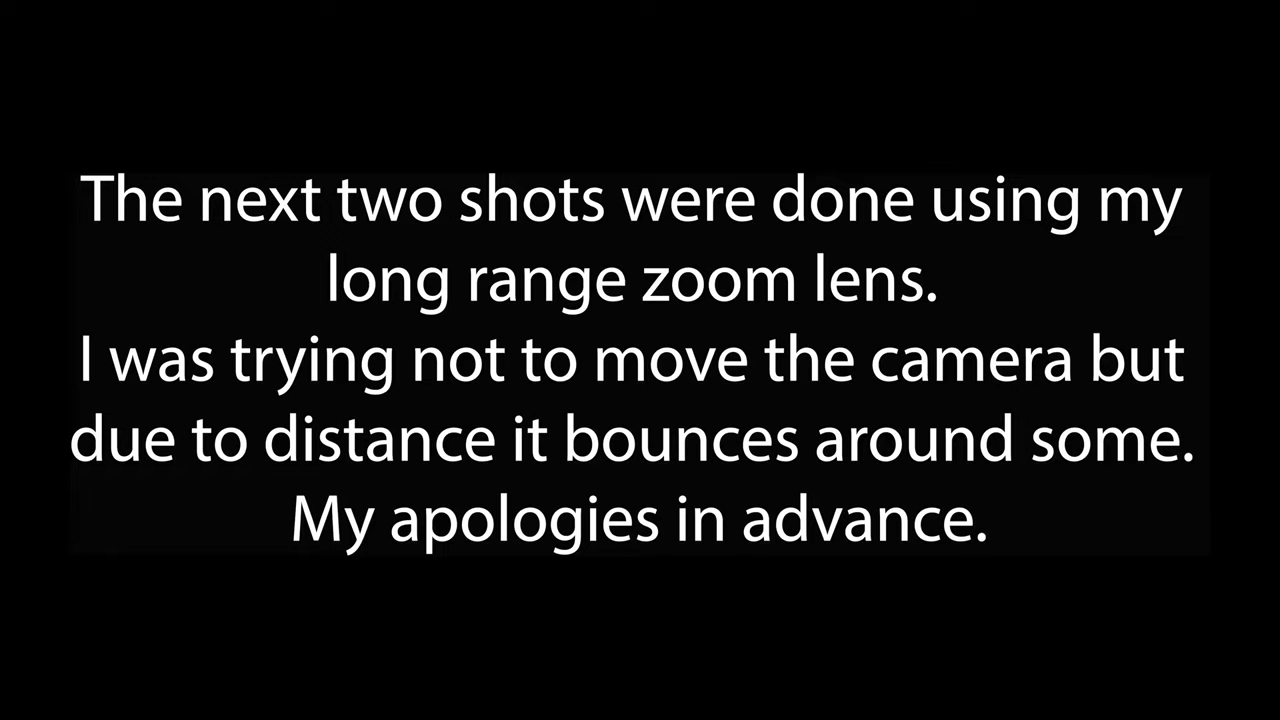 The next two shots were done using my
long range zoom lens.
I was trying not to move the camera but
due to distance it bounces around some.
My apologies in advance.